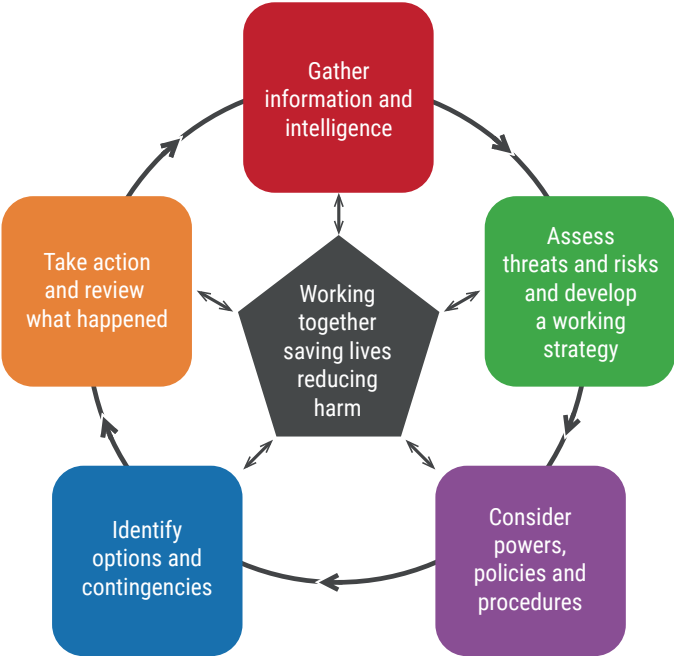 Gather
information and
intelligence
Assess
threats and risks
and develop
a working
strategy
Consider
powers,
policies and
procedures
Identify
options and
contingencies
Take action
and review
what happened
Working
together
saving lives
reducing
harm